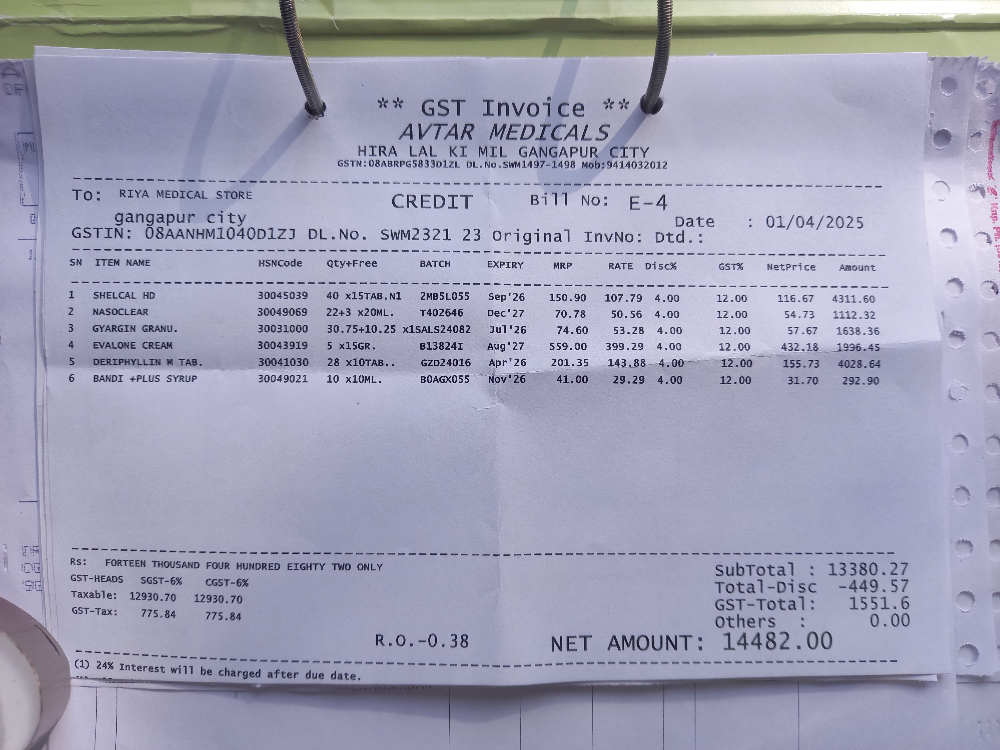 ** GST Invoice **
AVTAR MEDICALS
HIRA LAL KI MIL GANGAPUR CITY
GSTN:08ABRPG5833D1ZL DL.No.SWM1497-1498 Mob:9414032012
To: RIYA MEDICAL STORE CREDIT Bill No: E-4
gangapur city Date : 01/04/2025
GSTIN: 08AANHM1040D1ZJ DL.No. SWM2321 23 Original InvNo: Dtd.:
SN ITEM NAME HSNCode Qty+Free BATCH EXPIRY MRP RATE Disc% GST% NetPrice Amount
1 SHELCAL HD 30045039 40 x15TAB.N1 2MB5L055 Sep'26 150.90 107.79 4.00 12.00 116.67 4311.60
2 NASOCLEAR 30049069 22+3 x20ML. T402646 Dec'27 70.78 50.56 4.00 12.00 54.73 1112.32
3 GYARGIN GRANU. 30031000 30.75+10.25 x1SALS24082 Jul'26 74.60 53.28 4.00 12.00 57.67 1638.36
4 EVALONE CREAM 30043919 5 x15GR. B13824I Aug'27 559.00 399.29 4.00 12.00 432.18 1996.45
5 DERIPHYLLIN M TAB. 30041030 28 x10TAB.. GZD24016 Apr'26 201.35 143.88 4.00 12.00 155.73 4028.64
6 BANDI +PLUS SYRUP 30049021 10 x10ML. B0AGX055 Nov'26 41.00 29.29 4.00 12.00 31.70 292.90
Rs: FORTEEN THOUSAND FOUR HUNDRED EIGHTY TWO ONLY
SubTotal : 13380.27
GST-HEADS SGST-6% CGST-6%
Total-Disc -449.57
Taxable: 12930.70 12930.70
GST-Total: 1551.6
GST-Tax: 775.84 775.84
Others : 0.00
R.O.-0.38 NET AMOUNT: 14482.00
(1) 24% Interest will be charged after due date.